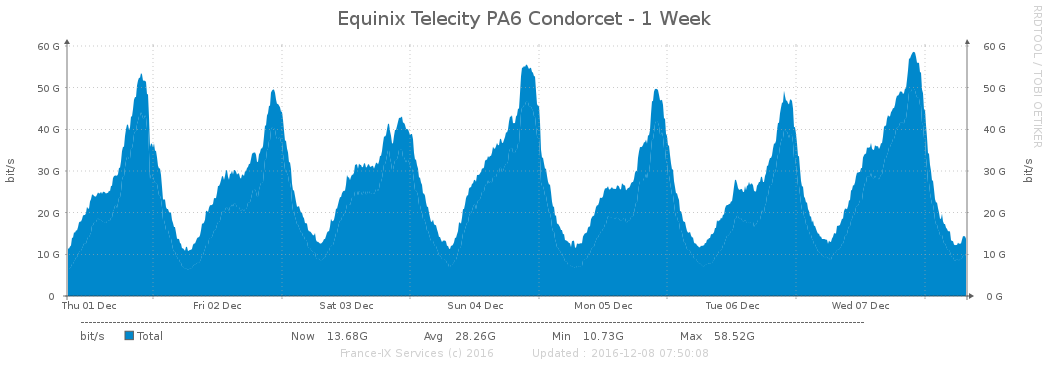 Equinix Telecity PA6 Condorcet - 1 Week
RRDTOOL / TOBI OETIKER
bit/s
60 G
50 G
40 G
30 G
20 G
10 G
0
60 G
50 G
40 G
30 G
20 G
10 G
0 G
bit/s
Thu 01 Dec Fri 02 Dec Sat 03 Dec Sun 04 Dec Mon 05 Dec Tue 06 Dec Wed 07 Dec
bit/s Total Now 13.68G Avg 28.26G Min 10.73G Max 58.52G
France-IX Services (c) 2016 Updated : 2016-12-08 07:50:08